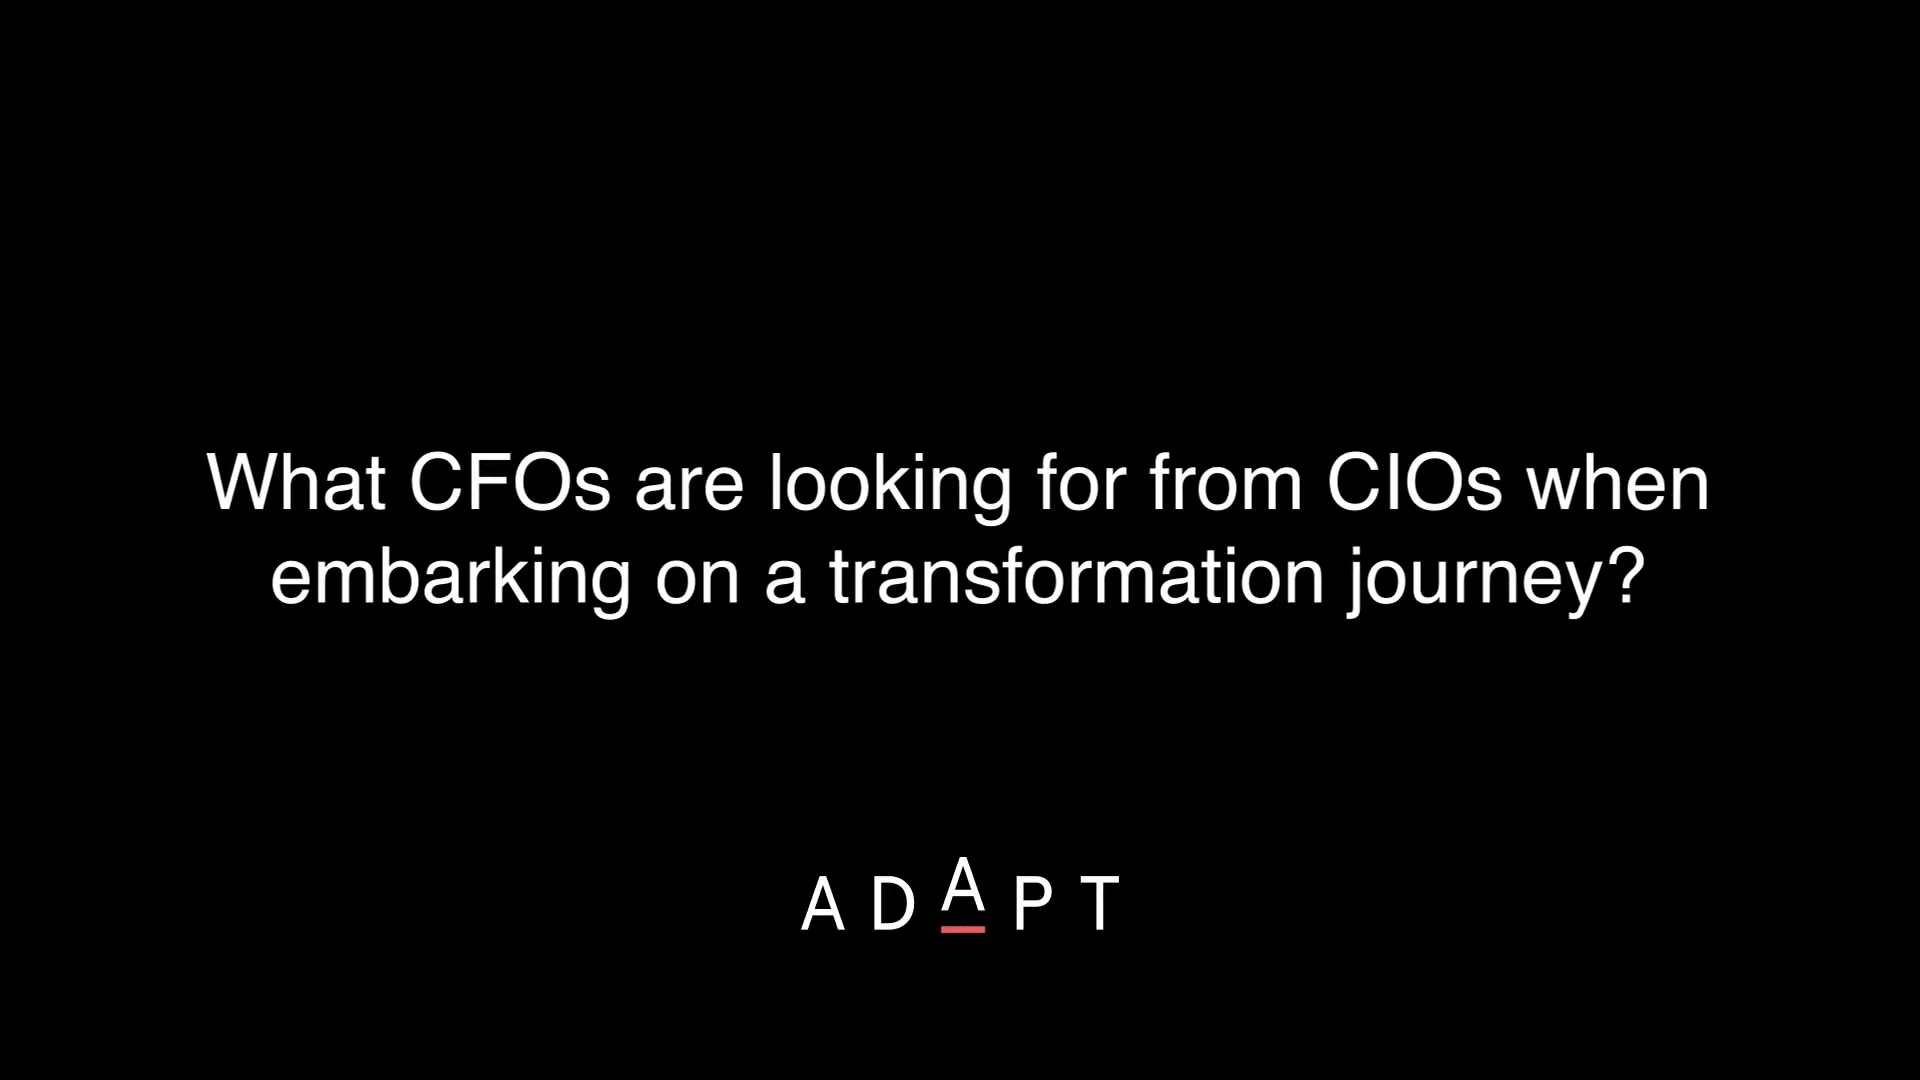 What CFOs are looking for from CIOs when
embarking on a transformation journey?
ADAPT